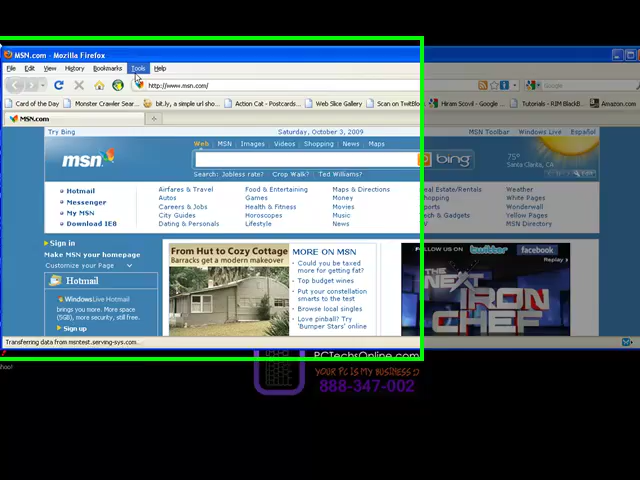 MSN.com - Mozilla Firefox
File Edit View History Bookmarks Tools Help
http://www.msn.com/
Google
Card of the Day Monster Crawler Sear... bit.ly, a simple url sho... Action Cat - Postcards... Web Slice Gallery Scan on TwitBlo Hiram Scovil - Google ... Tutorials - RIM BlackB... Amazon.com
MSN.com
Try Bing Saturday, October 3, 2009 MSN Toolbar Windows Live Español
Web MSN Images Videos Shopping News Maps
msn bing 75° Santa Clara, CA
Search: Jobless rate? Crop Walk? Ted Williams? Edit
Hotmail
Messenger
My MSN
Download IE8
Airfares & Travel Food & Entertaining Maps & Directions Real Estate/Rentals Weather
Autos Games Money White Pages
Careers & Jobs Health & Fitness Movies Wonderwall
City Guides Horoscopes Music Tech & Gadgets Yellow Pages
Dating & Personals Lifestyle News MSN Directory
Sign in
Make MSN your homepage
Customize your Page
Hotmail
Windows Live Hotmail
brings you more. More space
(5GB), more security, still free.
Sign up
From Hut to Cozy Cottage
Barracks get a modern makeover
MORE ON MSN
Could you be taxed
more for getting fat?
Top budget wines
Put your constellation
smarts to the test
Browse local singles
Love pinball? Try
'Bumper Stars' online
FOLLOW US ON twitter facebook
Replay
THE
NEXT
IRON
CHEF
Transferring data from msntest.serving-sys.com...
PCTechsOnline.com
YOUR PC IS MY BUSINESS :)
888-347-002